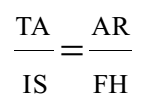 TA/IS = AR/FH